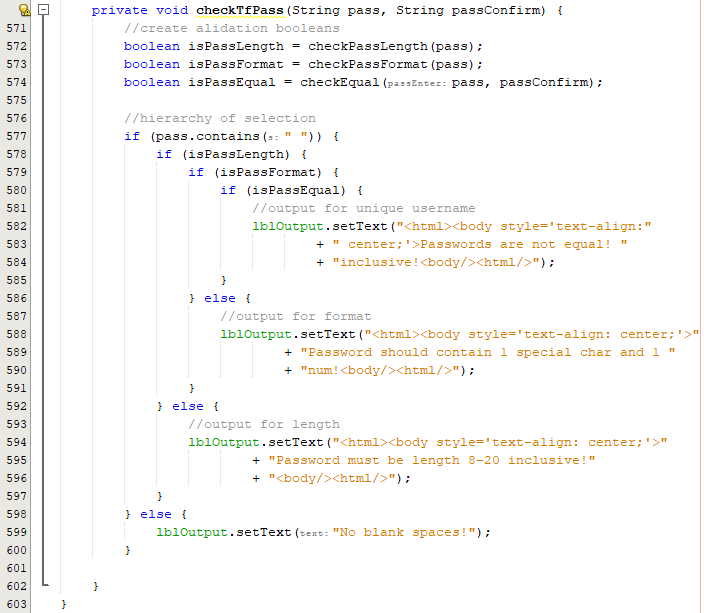 private void checkTfPass(String pass, String passConfirm) {
571 //create alidation booleans
572 boolean isPassLength = checkPassLength(pass);
573 boolean isPassFormat = checkPassFormat(pass);
574 boolean isPassEqual = checkEqual(passEnter: pass, passConfirm);
575
576 //hierarchy of selection
577 if (pass.contains(s: " ")) {
578 if (isPassLength) {
579 if (isPassFormat) {
580 if (isPassEqual) {
581 //output for unique username
582 lblOutput.setText("<html><body style='text-align:"
583 + " center;'>Passwords are not equal! "
584 + "inclusive!<body/><html/>");
585 }
586 } else {
587 //output for format
588 lblOutput.setText("<html><body style='text-align: center;'>"
589 + "Password should contain 1 special char and 1 "
590 + "num!<body/><html/>");
591 }
592 } else {
593 //output for length
594 lblOutput.setText("<html><body style='text-align: center;'>"
595 + "Password must be length 8-20 inclusive!"
596 + "<body/><html/>");
597 }
598 } else {
599 lblOutput.setText(text: "No blank spaces!");
600 }
601
602 }
603 }